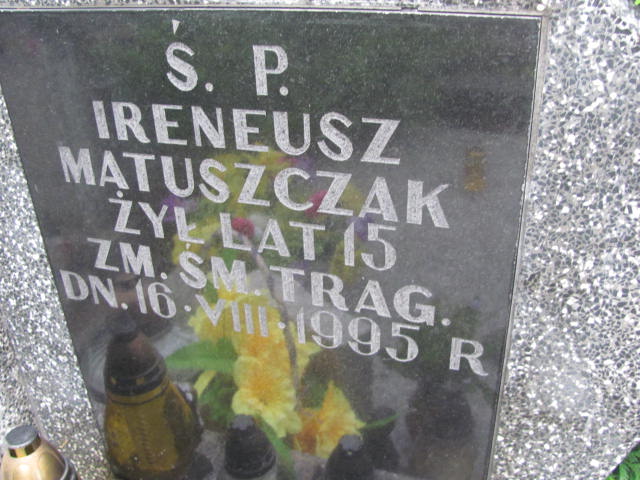 Ś. P.
IRENEUSZ
MATUSZCZAK
ŻYŁ LAT 15
ZM. ŚM. TRAG.
DN. 16·VIII·1995 R